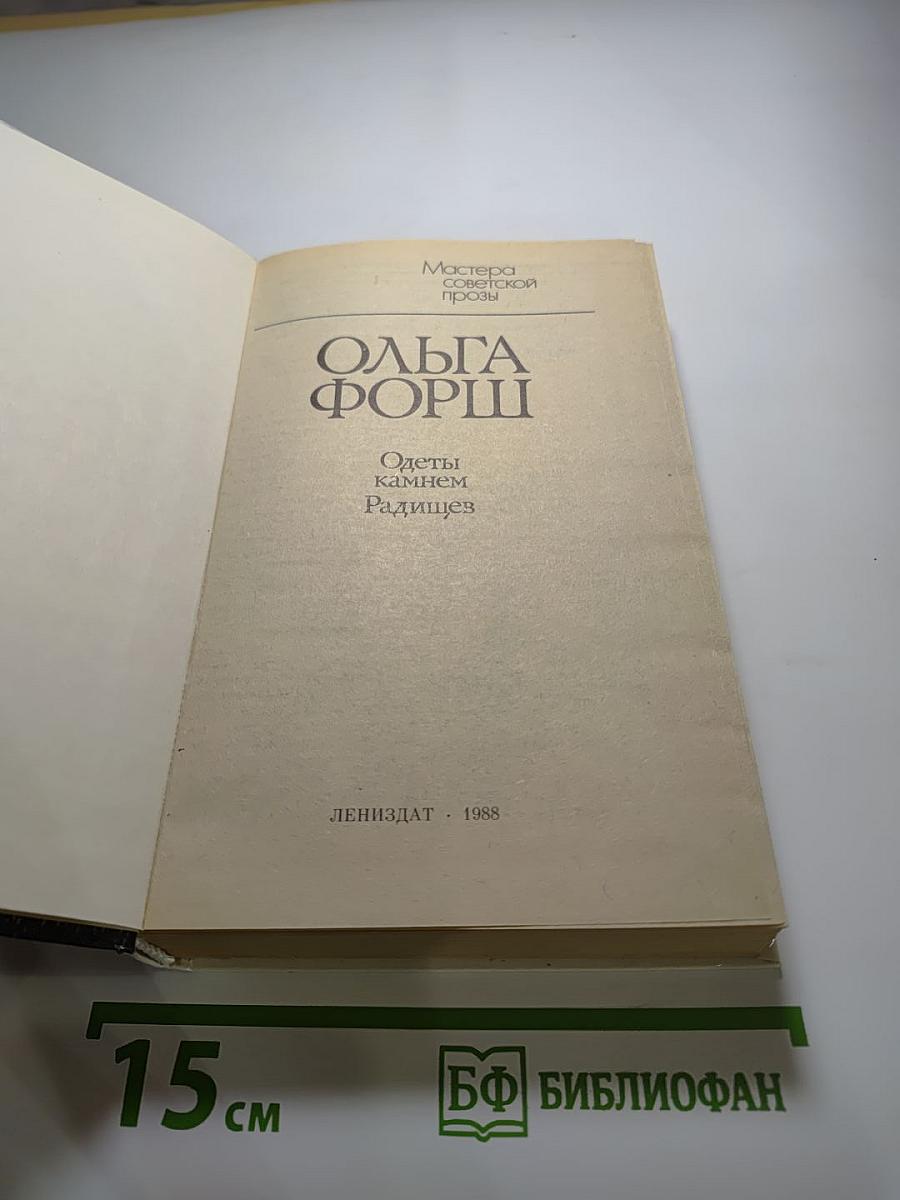 Мастера
советской
прозы
ОЛЬГА
ФОРШ
Одеты
камнем
Радищев
ЛЕНИЗДАТ · 1988
15 см
БФ БИБЛИОФАН